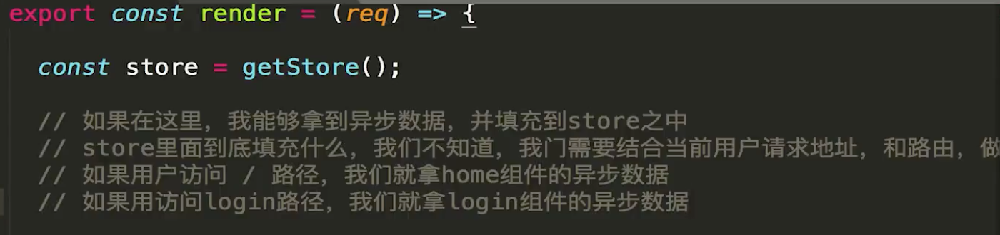 export const render = (req) => {
const store = getStore();
// 如果在这里，我能够拿到异步数据，并填充到store之中
// store里面到底填充什么，我们不知道，我门需要结合当前用户请求地址，和路由，做
// 如果用户访问 / 路径，我们就拿home组件的异步数据
// 如果用访问login路径，我们就拿login组件的异步数据